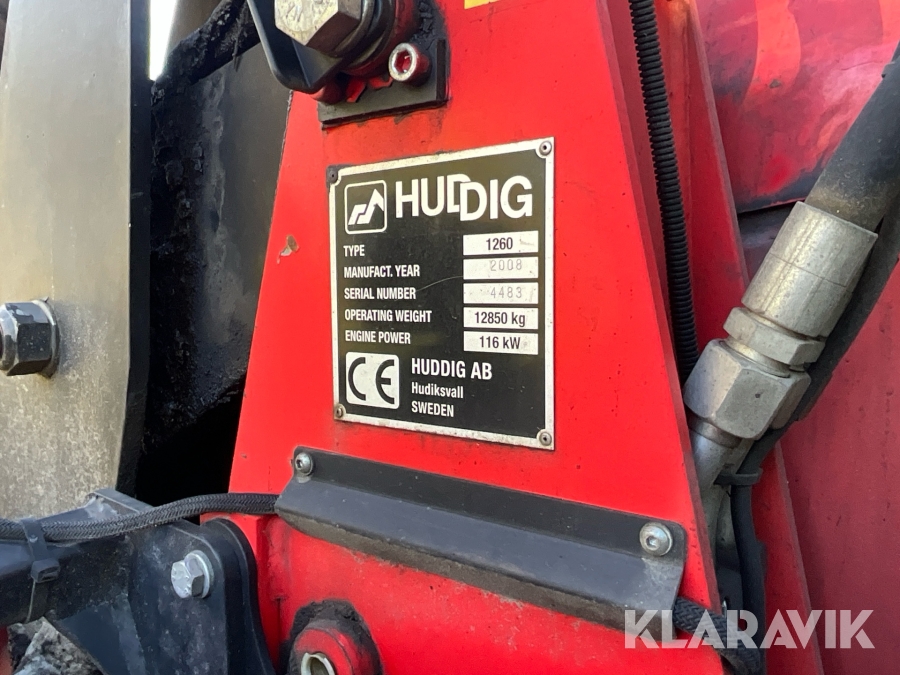 HUDDIG
TYPE 1260
MANUFACT. YEAR 2008
SERIAL NUMBER 4483
OPERATING WEIGHT 12850 kg
ENGINE POWER 116 kW
CE HUDDIG AB
Hudiksvall
SWEDEN
KLARAVIK